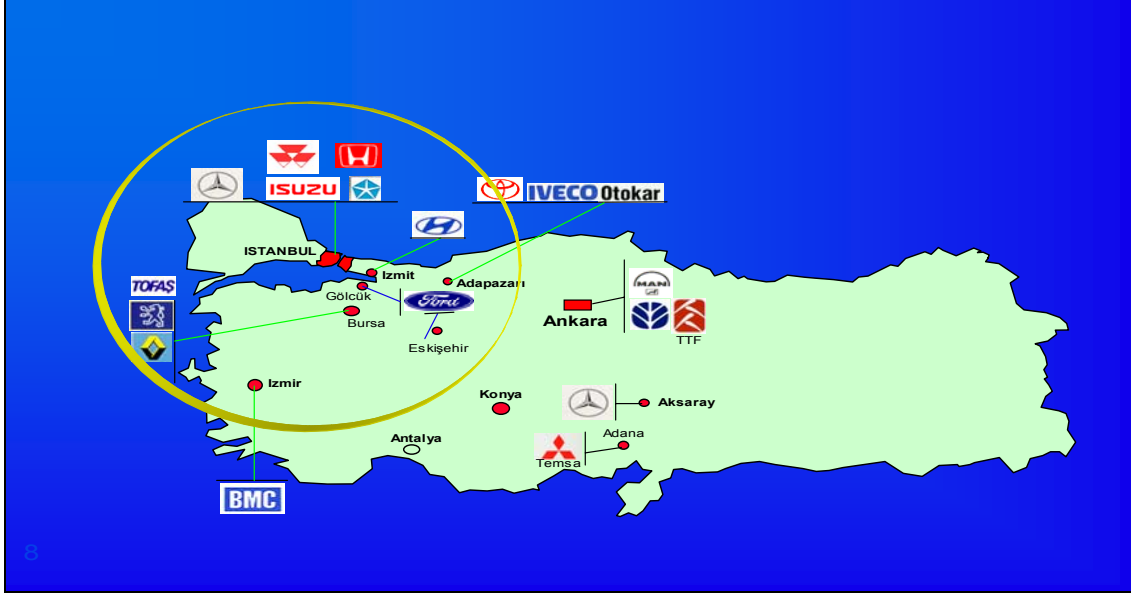 ISUZU
IVECO Otokar
ISTANBUL
Izmit
Adapazarı
TOFAŞ
Gölcük
Ford
MAN
Bursa
Ankara
TTF
Eskişehir
Izmir
Konya
Aksaray
Antalya
Adana
Temsa
BMC
8